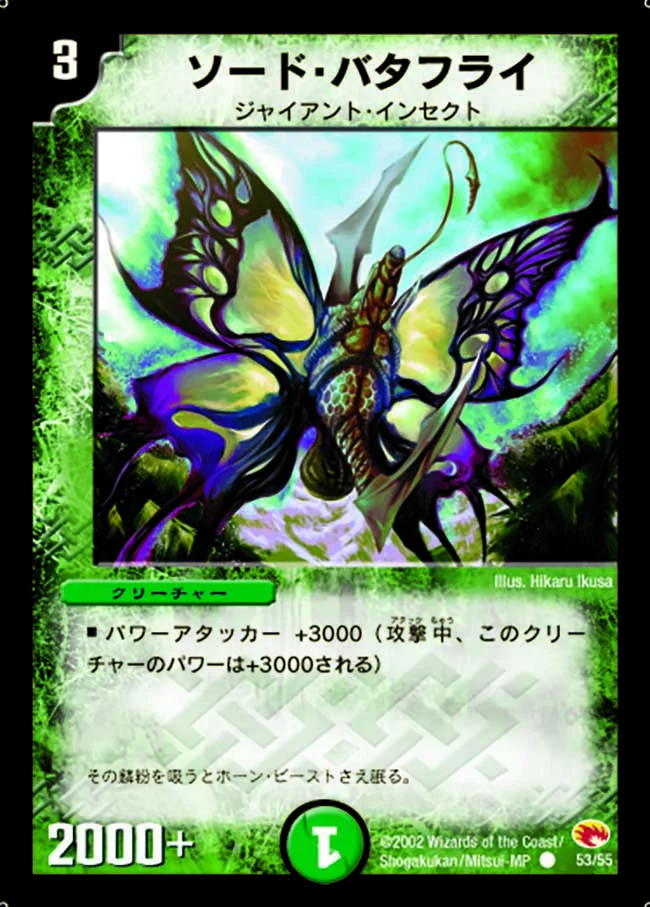 3
ソード・バタフライ
ジャイアント・インセクト
Illus. Hikaru Ikusa
クリーチャー
■ パワーアタッカー +3000（攻撃中、このクリー
チャーのパワーは+3000される）
その鱗粉を吸うとホーン・ビーストさえ眠る。
2000+
1
©2002 Wizards of the Coast/
Shogakukan/Mitsui-MP ● 53/55